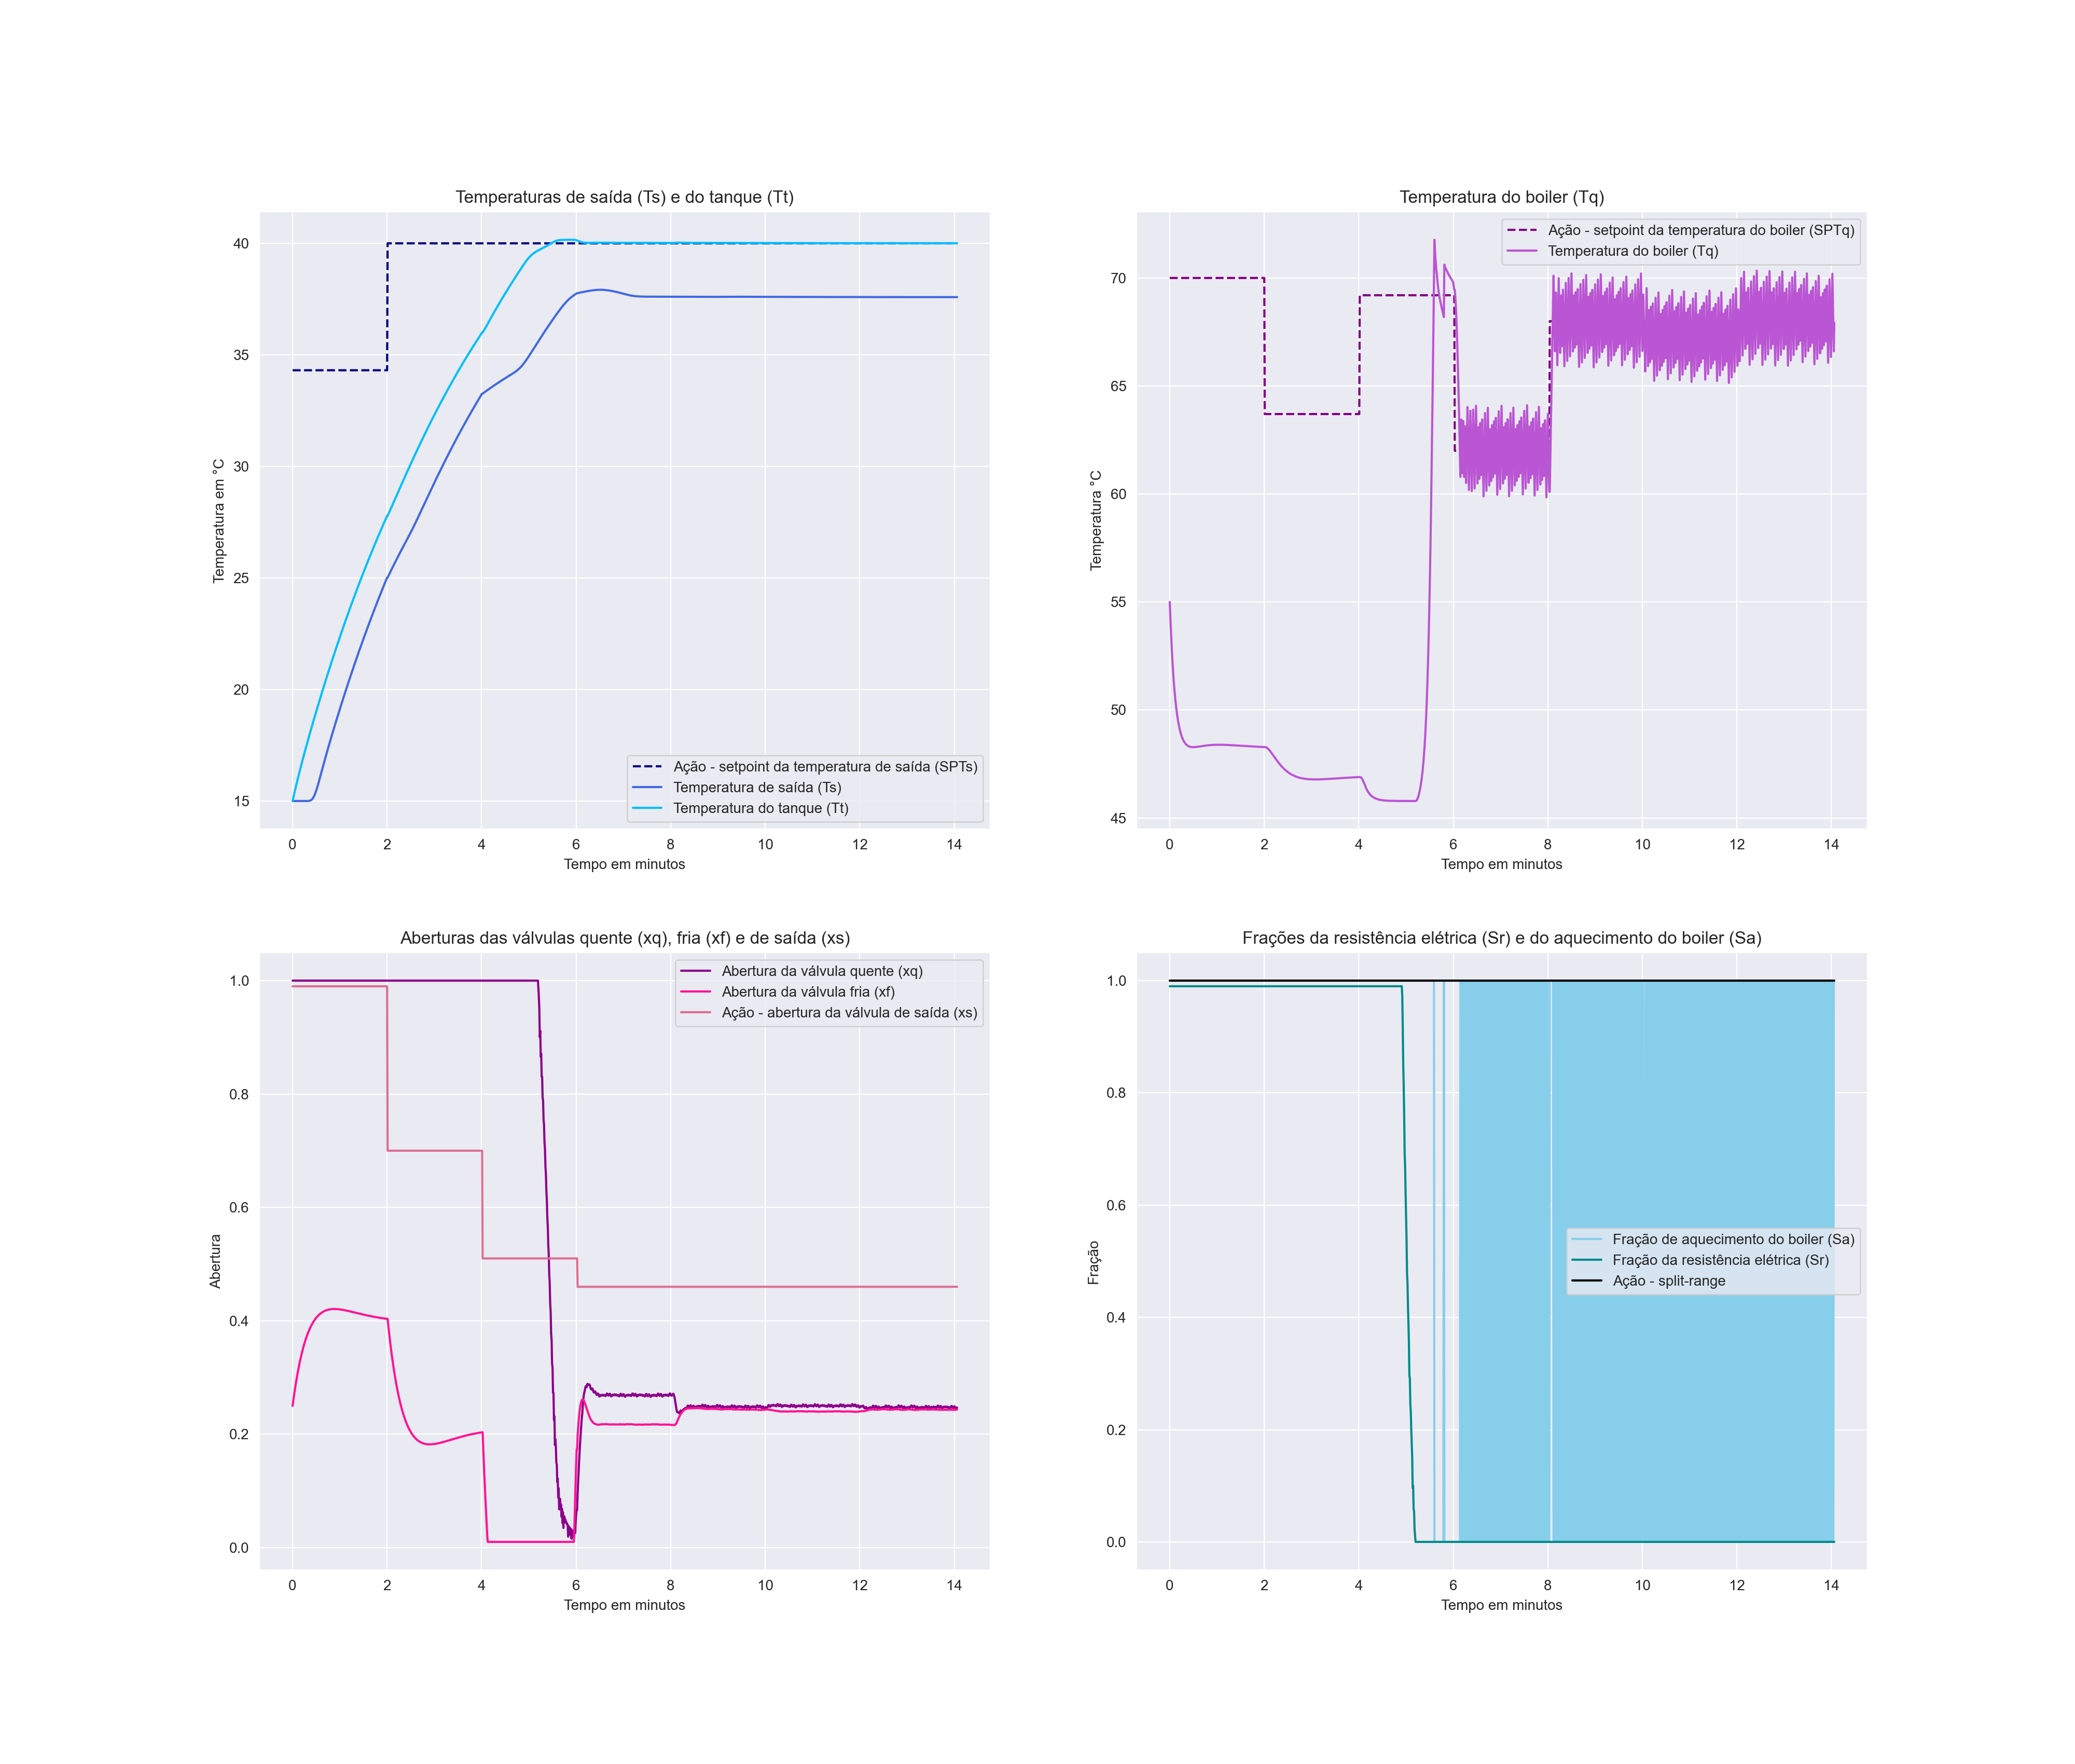 Temperaturas de saída (Ts) e do tanque (Tt)
40
35
30
25
20
15
Temperatura em °C
Ação - setpoint da temperatura de saída (SPTs)
Temperatura de saída (Ts)
Temperatura do tanque (Tt)
0 2 4 6 8 10 12 14
Tempo em minutos
Temperatura do boiler (Tq)
Ação - setpoint da temperatura do boiler (SPTq)
Temperatura do boiler (Tq)
70
65
60
55
50
45
Temperatura °C
0 2 4 6 8 10 12 14
Tempo em minutos
Aberturas das válvulas quente (xq), fria (xf) e de saída (xs)
Abertura da válvula quente (xq)
Abertura da válvula fria (xf)
Ação - abertura da válvula de saída (xs)
1.0
0.8
0.6
0.4
0.2
0.0
Abertura
0 2 4 6 8 10 12 14
Tempo em minutos
Frações da resistência elétrica (Sr) e do aquecimento do boiler (Sa)
1.0
0.8
0.6
0.4
0.2
0.0
Fração
Fração de aquecimento do boiler (Sa)
Fração da resistência elétrica (Sr)
Ação - split-range
0 2 4 6 8 10 12 14
Tempo em minutos